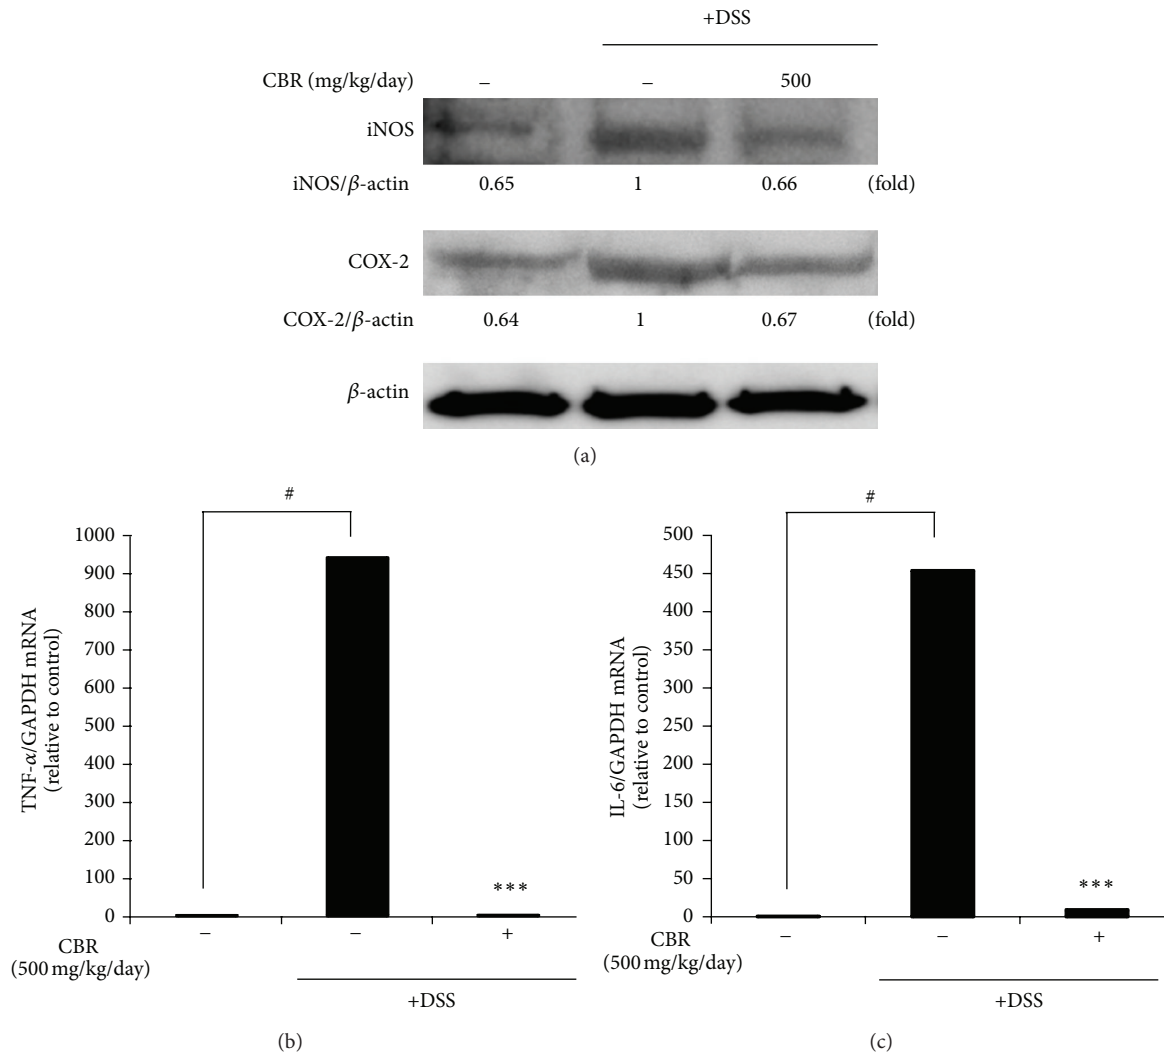 +DSS
CBR (mg/kg/day) – – 500
iNOS
iNOS/β-actin 0.65 1 0.66 (fold)
COX-2
COX-2/β-actin 0.64 1 0.67 (fold)
β-actin
(a)
#
1000
900
800
700
600
500
400
300
200
100
0
TNF-α/GAPDH mRNA
(relative to control)
***
– – +
CBR
(500 mg/kg/day)
+DSS
(b)
#
500
450
400
350
300
250
200
150
100
50
0
IL-6/GAPDH mRNA
(relative to control)
***
– – +
CBR
(500 mg/kg/day)
+DSS
(c)